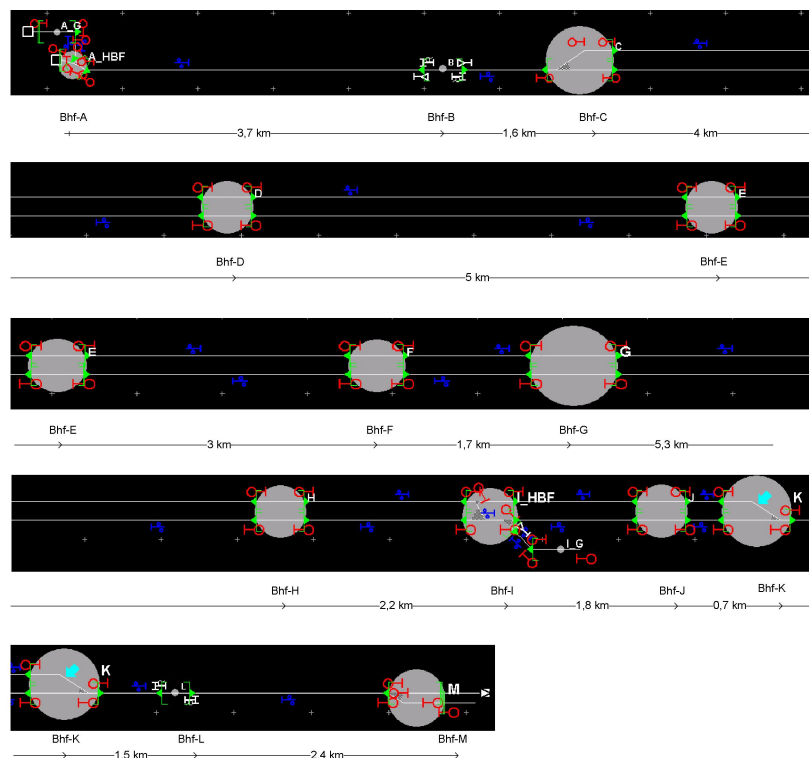 A_G
A_HBF
B
C
Bhf-A
Bhf-B
Bhf-C
3,7 km
1,6 km
4 km
D
E
Bhf-D
Bhf-E
5 km
E
F
G
Bhf-E
Bhf-F
Bhf-G
3 km
1,7 km
5,3 km
H
I_HBF
J
K
I_G
Bhf-H
Bhf-I
Bhf-J
Bhf-K
2,2 km
1,8 km
0,7 km
K
L
M
Bhf-K
Bhf-L
Bhf-M
1,5 km
2,4 km